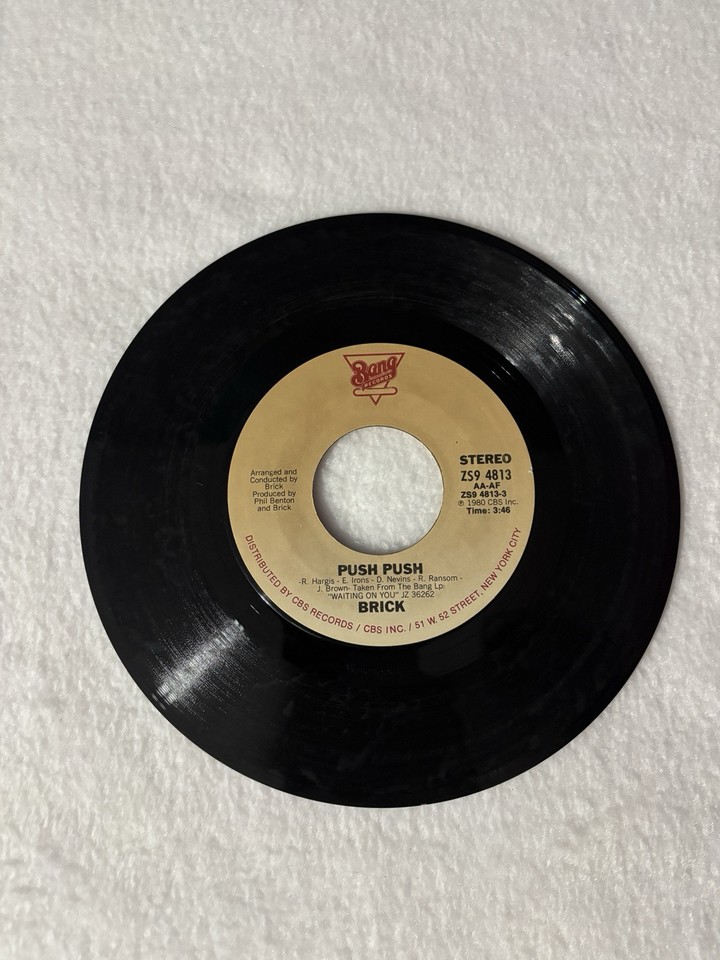 Bang
RECORDS
Arranged and
Conducted by
Brick
Produced by
Phil Benton
and Brick
STEREO
ZS9 4813
AA-AF
ZS9 4813-3
℗ 1980 CBS Inc.
Time: 3:46
PUSH PUSH
-R. Hargis - E. Irons - D. Nevins - R. Ransom -
J. Brown- Taken From The Bang Lp:
"WAITING ON YOU" JZ 36262
BRICK
DISTRIBUTED BY CBS RECORDS / CBS INC. / 51 W. 52 STREET, NEW YORK CITY